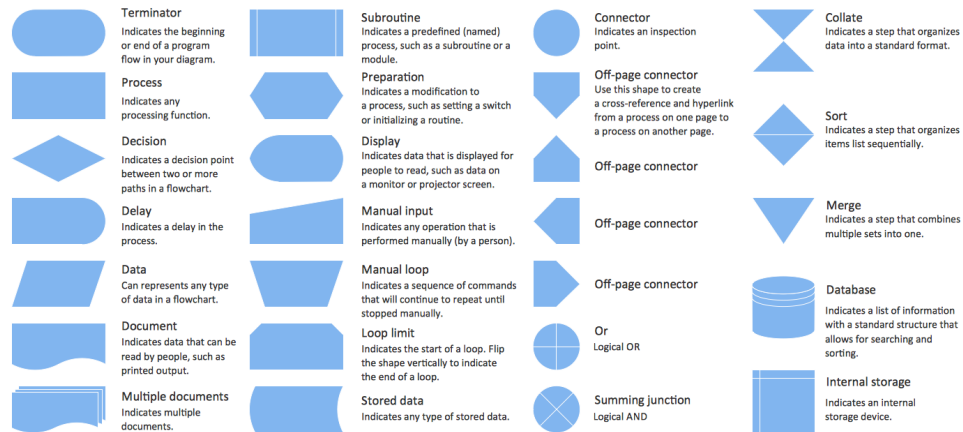 Terminator
Indicates the beginning
or end of a program
flow in your diagram.
Process
Indicates any
processing function.
Decision
Indicates a decision point
between two or more
paths in a flowchart.
Delay
Indicates a delay in the
process.
Data
Can represents any type
of data in a flowchart.
Document
Indicates data that can be
read by people, such as
printed output.
Multiple documents
Indicates multiple
documents.
Subroutine
Indicates a predefined (named)
process, such as a subroutine or a
module.
Preparation
Indicates a modification to
a process, such as setting a switch
or initializing a routine.
Display
Indicates data that is displayed for
people to read, such as data on
a monitor or projector screen.
Manual input
Indicates any operation that is
performed manually (by a person).
Manual loop
Indicates a sequence of commands
that will continue to repeat until
stopped manually.
Loop limit
Indicates the start of a loop. Flip
the shape vertically to indicate
the end of a loop.
Stored data
Indicates any type of stored data.
Connector
Indicates an inspection
point.
Off-page connector
Use this shape to create
a cross-reference and hyperlink
from a process on one page to
a process on another page.
Off-page connector
Off-page connector
Off-page connector
Or
Logical OR
Summing junction
Logical AND
Collate
Indicates a step that organizes
data into a standard format.
Sort
Indicates a step that organizes
items list sequentially.
Merge
Indicates a step that combines
multiple sets into one.
Database
Indicates a list of information
with a standard structure that
allows for searching and
sorting.
Internal storage
Indicates an internal
storage device.